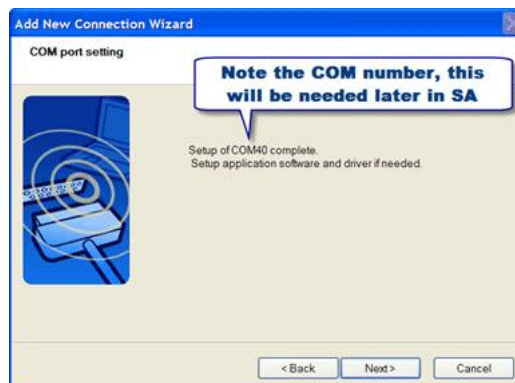 Add New Connection Wizard
COM port setting
Note the COM number, this
will be needed later in SA
Setup of COM40 complete.
Setup application software and driver if needed.
< Back
Next >
Cancel